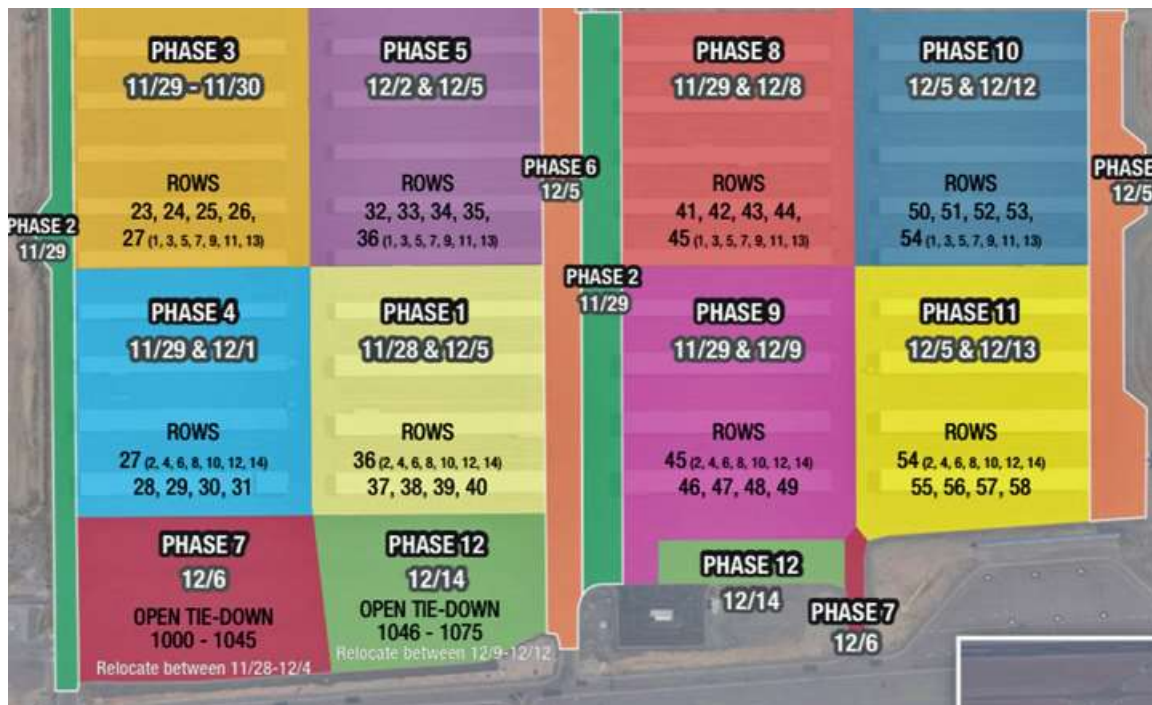 PHASE 3
11/29 - 11/30
ROWS
23, 24, 25, 26,
27 (1, 3, 5, 7, 9, 11, 13)
PHASE 5
12/2 & 12/5
ROWS
32, 33, 34, 35,
36 (1, 3, 5, 7, 9, 11, 13)
PHASE 8
11/29 & 12/8
ROWS
41, 42, 43, 44,
45 (1, 3, 5, 7, 9, 11, 13)
PHASE 10
12/5 & 12/12
ROWS
50, 51, 52, 53,
54 (1, 3, 5, 7, 9, 11, 13)
PHASE 2
11/29
PHASE 6
12/5
PHASE 2
11/29
PHASE
12/5
PHASE 4
11/29 & 12/1
ROWS
27 (2, 4, 6, 8, 10, 12, 14)
28, 29, 30, 31
PHASE 1
11/28 & 12/5
ROWS
36 (2, 4, 6, 8, 10, 12, 14)
37, 38, 39, 40
PHASE 9
11/29 & 12/9
ROWS
45 (2, 4, 6, 8, 10, 12, 14)
46, 47, 48, 49
PHASE 11
12/5 & 12/13
ROWS
54 (2, 4, 6, 8, 10, 12, 14)
55, 56, 57, 58
PHASE 7
12/6
OPEN TIE-DOWN
1000 - 1045
Relocate between 11/28-12/4
PHASE 12
12/14
OPEN TIE-DOWN
1046 - 1075
Relocate between 12/9-12/12
PHASE 12
12/14
PHASE 7
12/6